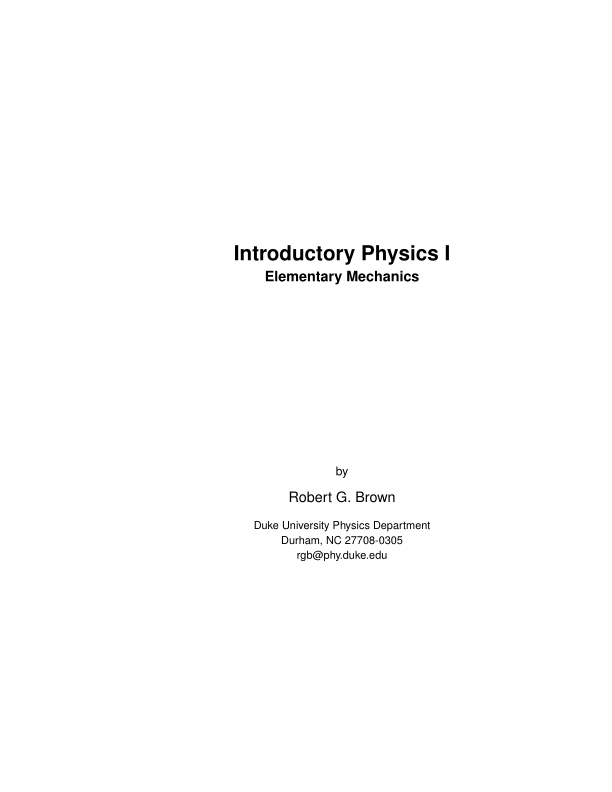 Introductory Physics I
Elementary Mechanics
by
Robert G. Brown
Duke University Physics Department
Durham, NC 27708-0305
rgb@phy.duke.edu